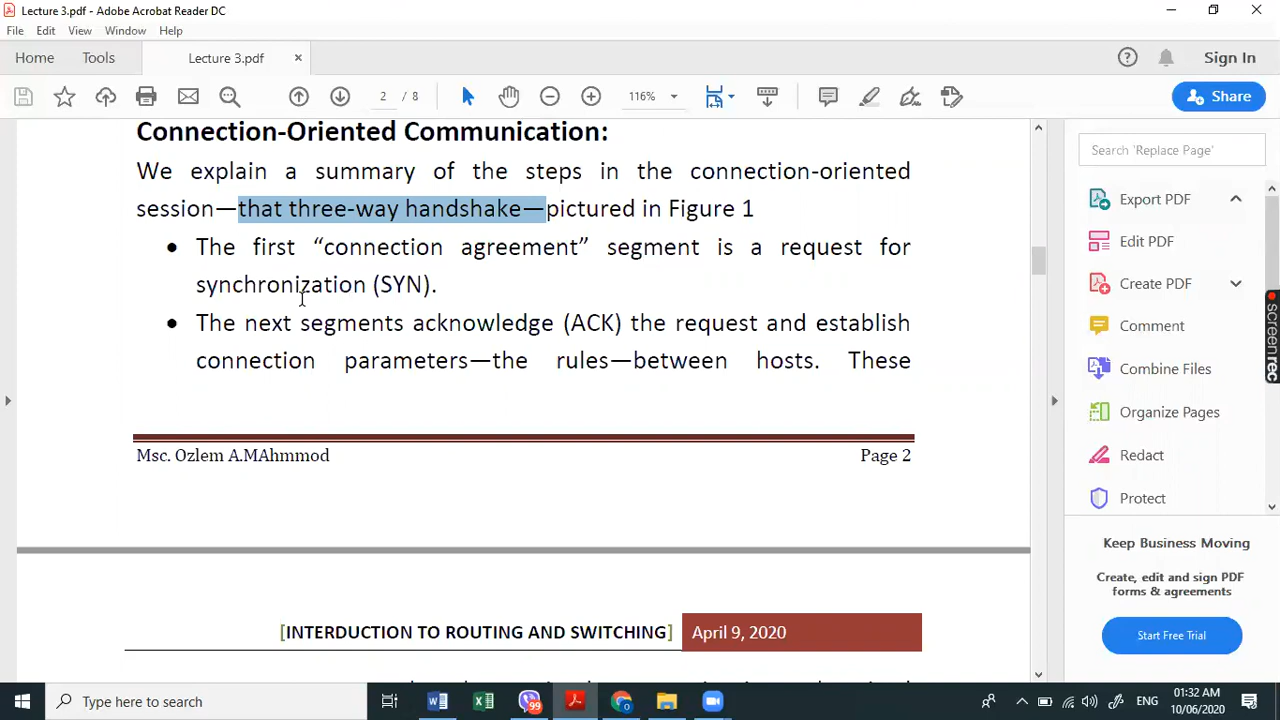 Lecture 3.pdf - Adobe Acrobat Reader DC
File Edit View Window Help
Home Tools Lecture 3.pdf × Sign In
2 / 8 116% Share
Connection-Oriented Communication:
We explain a summary of the steps in the connection-oriented
session—that three-way handshake—pictured in Figure 1
• The first “connection agreement” segment is a request for
synchronization (SYN).
• The next segments acknowledge (ACK) the request and establish
connection parameters—the rules—between hosts. These
Msc. Ozlem A.MAhmmod Page 2
[INTERDUCTION TO ROUTING AND SWITCHING] April 9, 2020
Search 'Replace Page'
Export PDF
Edit PDF
Create PDF
Comment
Combine Files
Organize Pages
Redact
Protect
Keep Business Moving
Create, edit and sign PDF
forms & agreements
Start Free Trial
screenrec
Type here to search
99
ENG
01:32 AM
10/06/2020